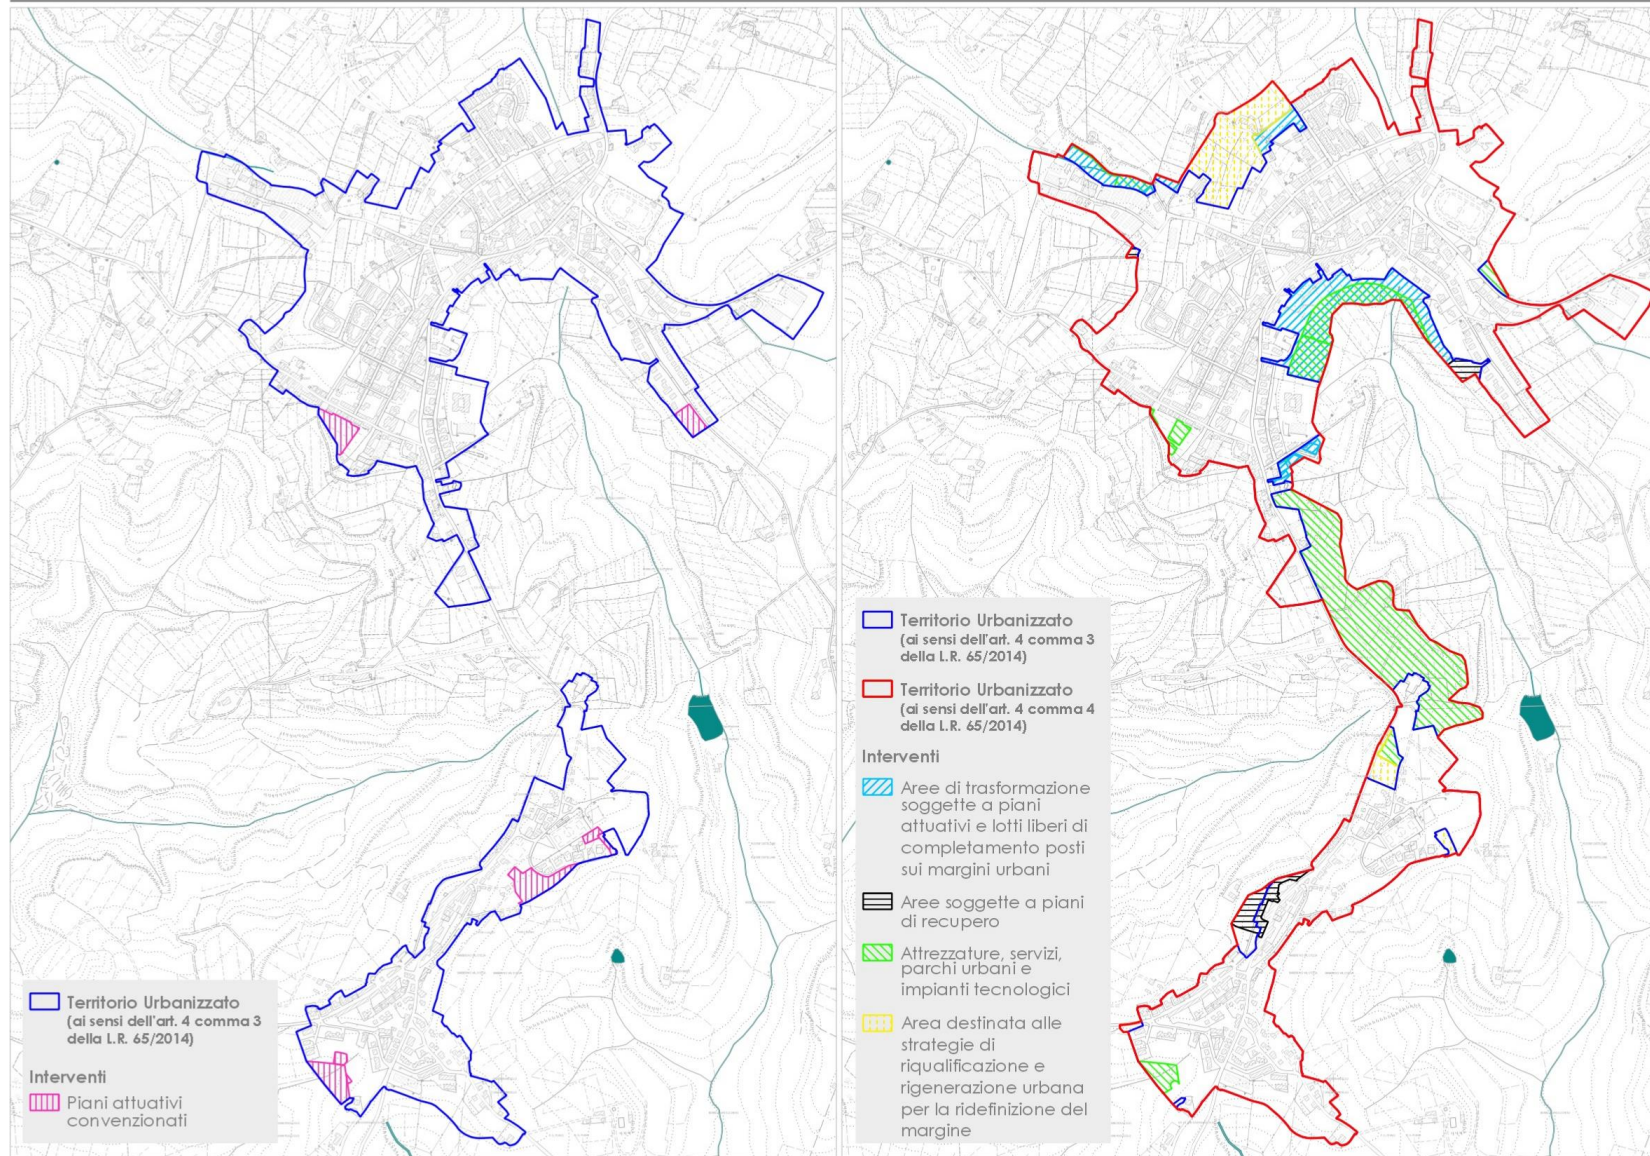 Territorio Urbanizzato
(ai sensi dell'art. 4 comma 3
della L.R. 65/2014)
Interventi
Piani attuativi
convenzionati
Territorio Urbanizzato
(ai sensi dell'art. 4 comma 3
della L.R. 65/2014)
Territorio Urbanizzato
(ai sensi dell'art. 4 comma 4
della L.R. 65/2014)
Interventi
Aree di trasformazione
soggette a piani
attuativi e lotti liberi di
completamento posti
sui margini urbani
Aree soggette a piani
di recupero
Attrezzature, servizi,
parchi urbani e
impianti tecnologici
Area destinata alle
strategie di
riqualificazione e
rigenerazione urbana
per la ridefinizione del
margine